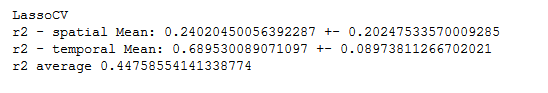 LassoCV
r2 - spatial Mean: 0.24020450056392287 +- 0.20247533570009285
r2 - temporal Mean: 0.689530089071097 +- 0.08973811266702021
r2 average 0.44758554141338774